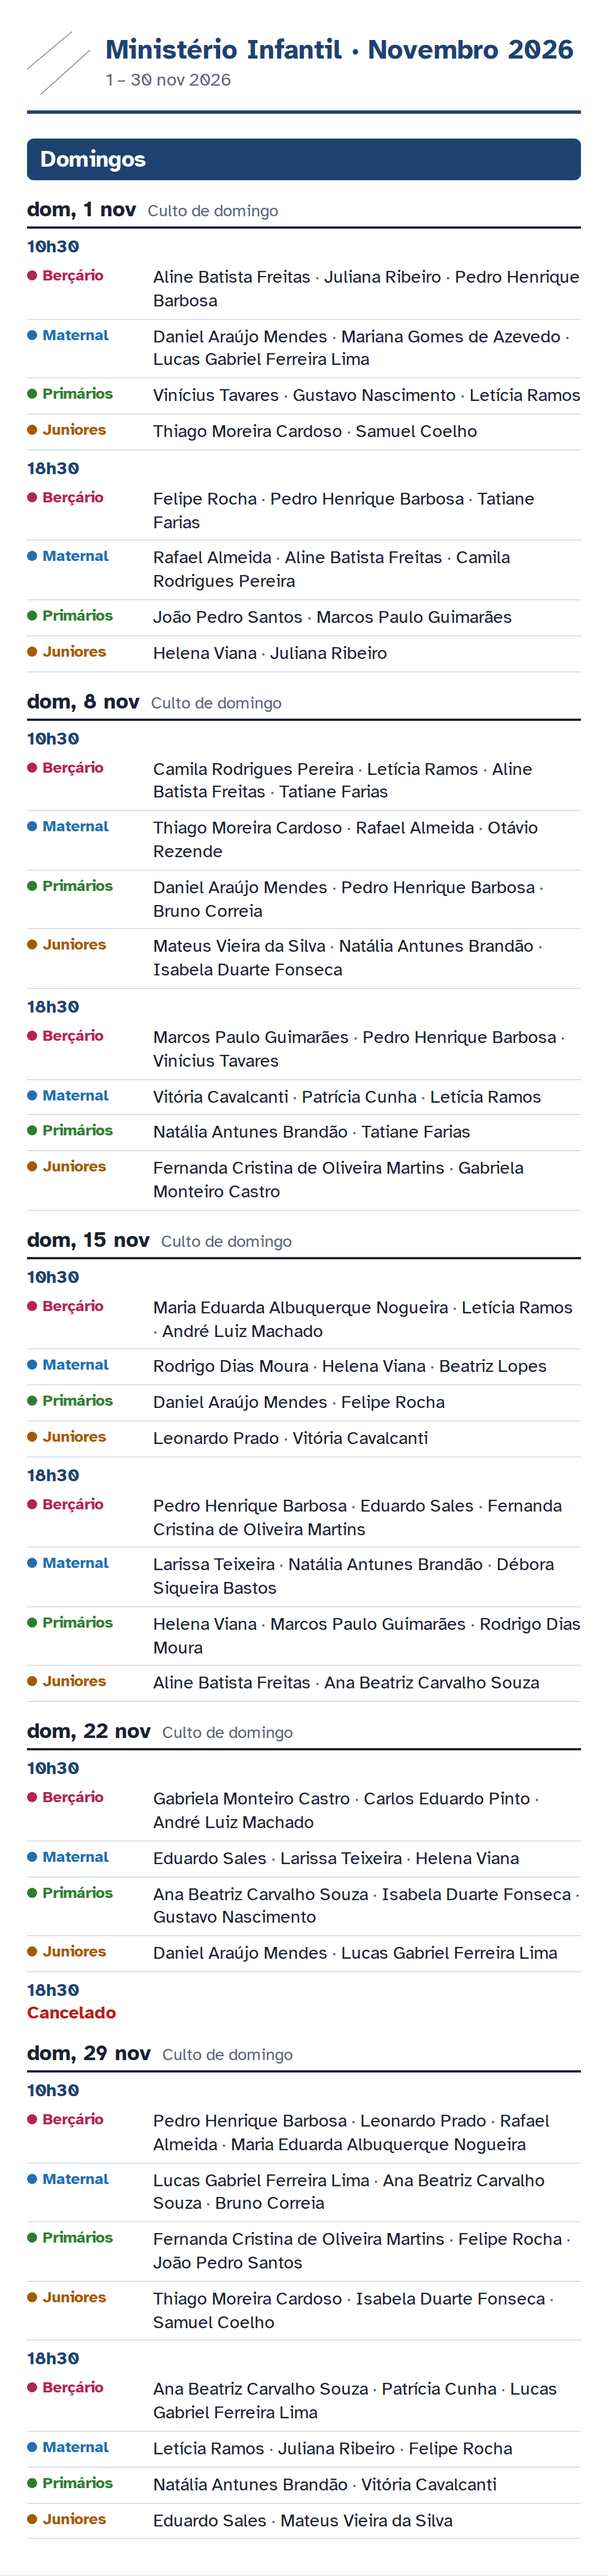 Ministério Infantil · Novembro 2026
1 – 30 nov 2026
Domingos
dom, 1 nov Culto de domingo
10h30
Berçário Aline Batista Freitas · Juliana Ribeiro · Pedro Henrique
Barbosa
Maternal Daniel Araújo Mendes · Mariana Gomes de Azevedo ·
Lucas Gabriel Ferreira Lima
Primários Vinícius Tavares · Gustavo Nascimento · Letícia Ramos
Juniores Thiago Moreira Cardoso · Samuel Coelho
18h30
Berçário Felipe Rocha · Pedro Henrique Barbosa · Tatiane
Farias
Maternal Rafael Almeida · Aline Batista Freitas · Camila
Rodrigues Pereira
Primários João Pedro Santos · Marcos Paulo Guimarães
Juniores Helena Viana · Juliana Ribeiro
dom, 8 nov Culto de domingo
10h30
Berçário Camila Rodrigues Pereira · Letícia Ramos · Aline
Batista Freitas · Tatiane Farias
Maternal Thiago Moreira Cardoso · Rafael Almeida · Otávio
Rezende
Primários Daniel Araújo Mendes · Pedro Henrique Barbosa ·
Bruno Correia
Juniores Mateus Vieira da Silva · Natália Antunes Brandão ·
Isabela Duarte Fonseca
18h30
Berçário Marcos Paulo Guimarães · Pedro Henrique Barbosa ·
Vinícius Tavares
Maternal Vitória Cavalcanti · Patrícia Cunha · Letícia Ramos
Primários Natália Antunes Brandão · Tatiane Farias
Juniores Fernanda Cristina de Oliveira Martins · Gabriela
Monteiro Castro
dom, 15 nov Culto de domingo
10h30
Berçário Maria Eduarda Albuquerque Nogueira · Letícia Ramos
· André Luiz Machado
Maternal Rodrigo Dias Moura · Helena Viana · Beatriz Lopes
Primários Daniel Araújo Mendes · Felipe Rocha
Juniores Leonardo Prado · Vitória Cavalcanti
18h30
Berçário Pedro Henrique Barbosa · Eduardo Sales · Fernanda
Cristina de Oliveira Martins
Maternal Larissa Teixeira · Natália Antunes Brandão · Débora
Siqueira Bastos
Primários Helena Viana · Marcos Paulo Guimarães · Rodrigo Dias
Moura
Juniores Aline Batista Freitas · Ana Beatriz Carvalho Souza
dom, 22 nov Culto de domingo
10h30
Berçário Gabriela Monteiro Castro · Carlos Eduardo Pinto ·
André Luiz Machado
Maternal Eduardo Sales · Larissa Teixeira · Helena Viana
Primários Ana Beatriz Carvalho Souza · Isabela Duarte Fonseca ·
Gustavo Nascimento
Juniores Daniel Araújo Mendes · Lucas Gabriel Ferreira Lima
18h30
Cancelado
dom, 29 nov Culto de domingo
10h30
Berçário Pedro Henrique Barbosa · Leonardo Prado · Rafael
Almeida · Maria Eduarda Albuquerque Nogueira
Maternal Lucas Gabriel Ferreira Lima · Ana Beatriz Carvalho
Souza · Bruno Correia
Primários Fernanda Cristina de Oliveira Martins · Felipe Rocha ·
João Pedro Santos
Juniores Thiago Moreira Cardoso · Isabela Duarte Fonseca ·
Samuel Coelho
18h30
Berçário Ana Beatriz Carvalho Souza · Patrícia Cunha · Lucas
Gabriel Ferreira Lima
Maternal Letícia Ramos · Juliana Ribeiro · Felipe Rocha
Primários Natália Antunes Brandão · Vitória Cavalcanti
Juniores Eduardo Sales · Mateus Vieira da Silva